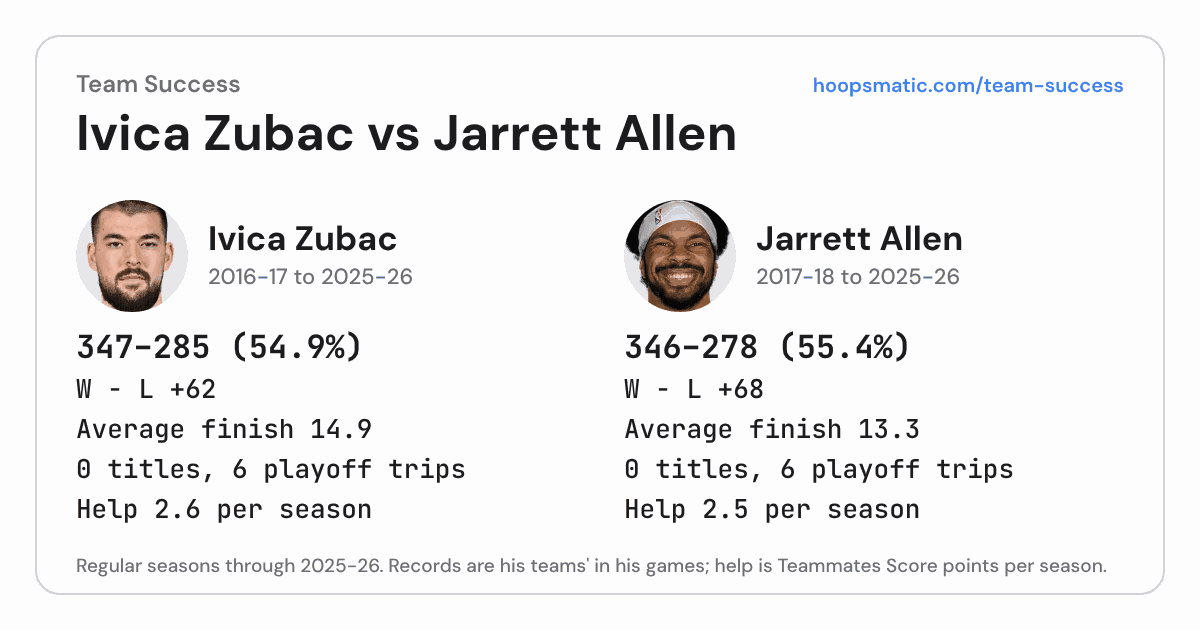 Team Success
hoopsmatic.com/team-success
Ivica Zubac vs Jarrett Allen
Ivica Zubac
2016-17 to 2025-26
347-285 (54.9%)
W - L +62
Average finish 14.9
0 titles, 6 playoff trips
Help 2.6 per season
Jarrett Allen
2017-18 to 2025-26
346-278 (55.4%)
W - L +68
Average finish 13.3
0 titles, 6 playoff trips
Help 2.5 per season
Regular seasons through 2025-26. Records are his teams' in his games; help is Teammates Score points per season.